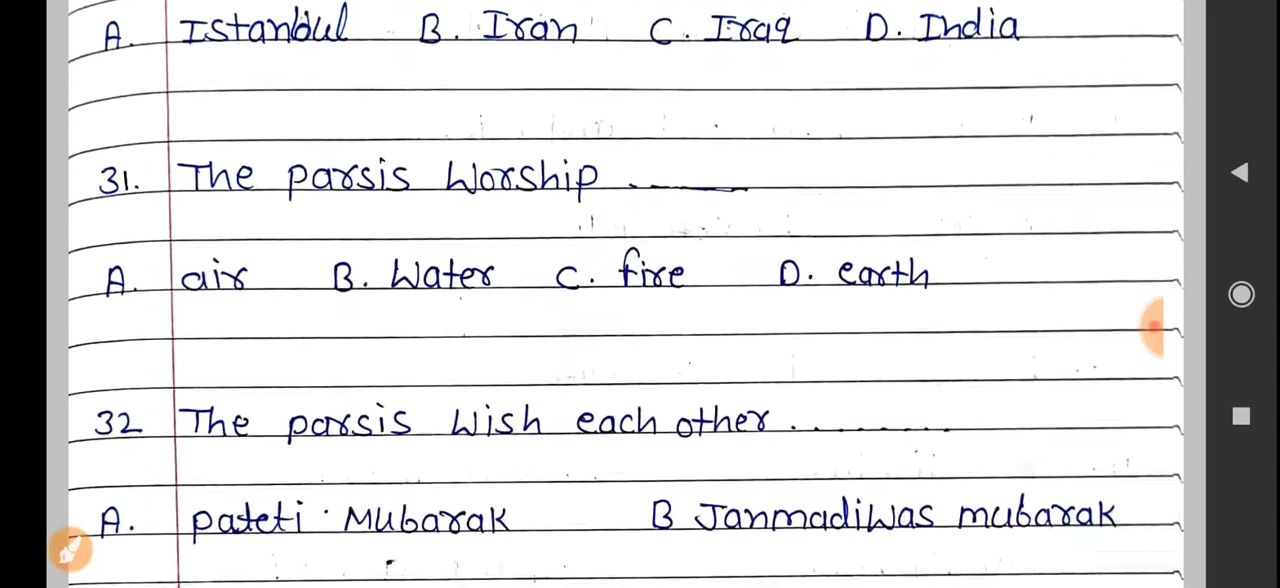 A. Istanbul B. Iran C. Iraq D. India
31. The parsis Worship . ____
A. air B. Water C. fire D. earth
32 The parsis Wish each other . . . . . . . . .
A. pateti Mubarak B Janmadiwas mubarak